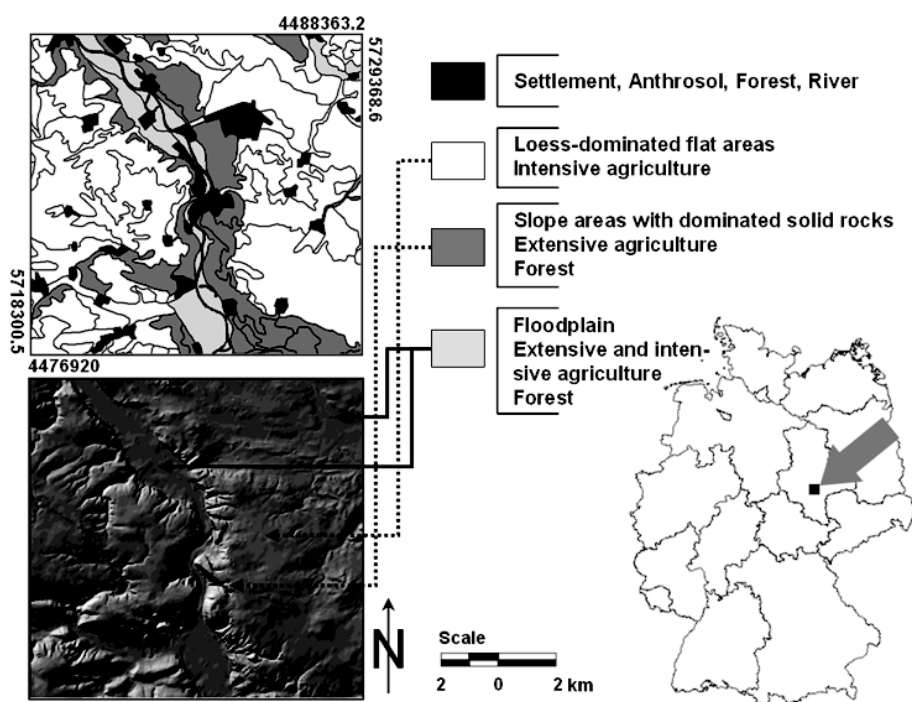 4488363.2
5729368.6
5718300.5
4476920
Settlement, Anthrosol, Forest, River
Loess-dominated flat areas
Intensive agriculture
Slope areas with dominated solid rocks
Extensive agriculture
Forest
Floodplain
Extensive and inten-
sive agriculture
Forest
N
Scale
2 0 2 km